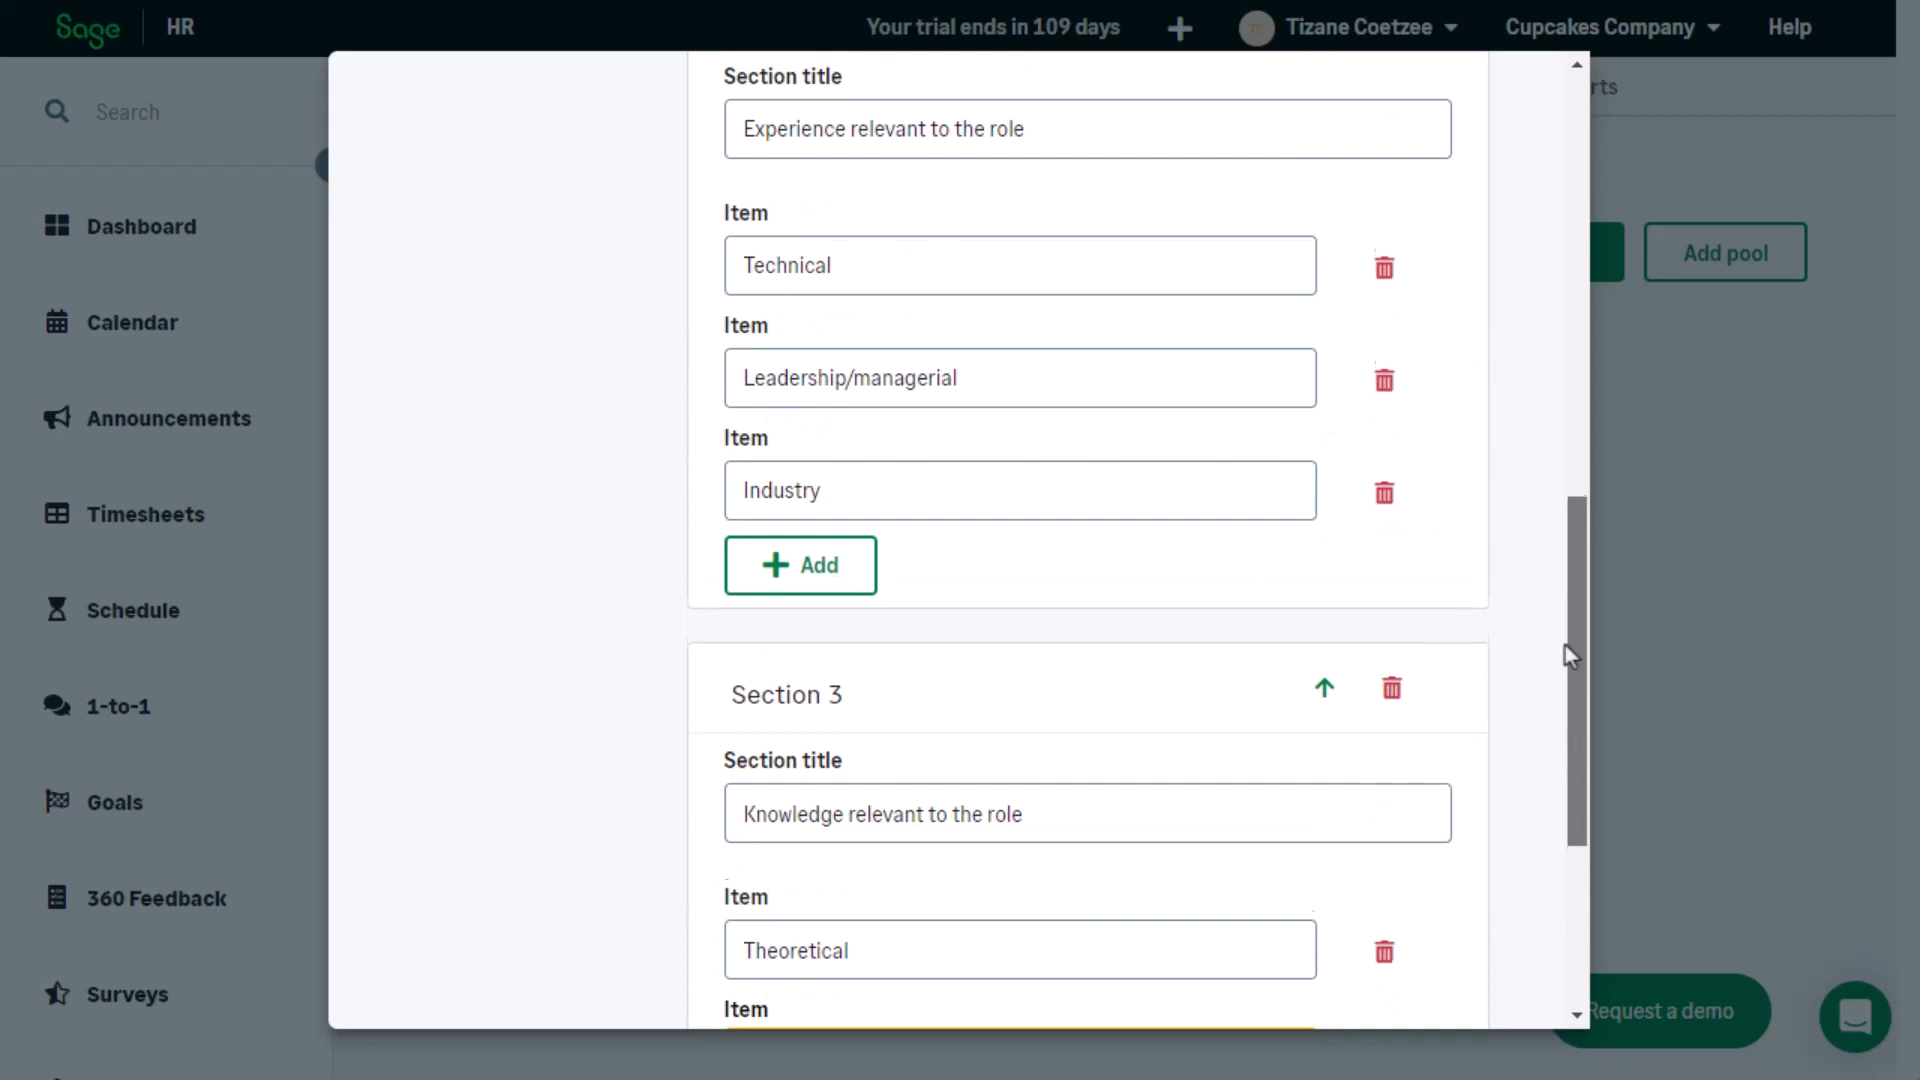 Sage HR Your trial ends in 109 days Tizane Coetzee Cupcakes Company Help
Search
Dashboard
Calendar
Announcements
Timesheets
Schedule
1-to-1
Goals
360 Feedback
Surveys
Section title
Experience relevant to the role
Item
Technical
Item
Leadership/managerial
Item
Industry
Add
Section 3
Section title
Knowledge relevant to the role
Item
Theoretical
Item
rts
Add pool
Request a demo